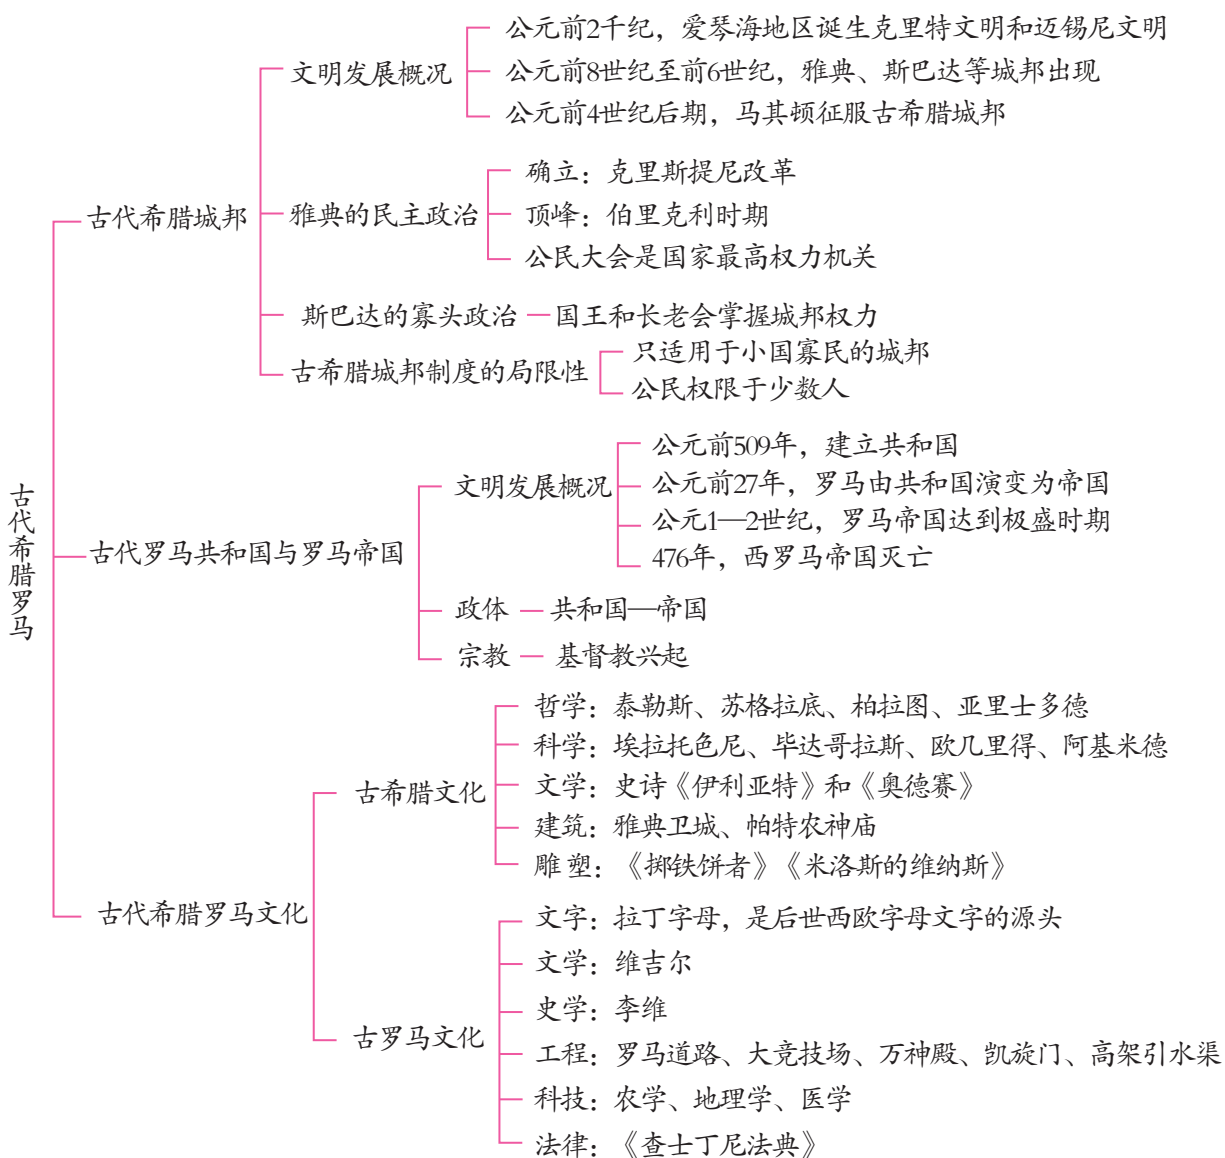 古代希腊罗马
古代希腊城邦
文明发展概况
公元前2千纪，爱琴海地区诞生克里特文明和迈锡尼文明
公元前8世纪至前6世纪，雅典、斯巴达等城邦出现
公元前4世纪后期，马其顿征服古希腊城邦
雅典的民主政治
确立：克里斯提尼改革
顶峰：伯里克利时期
公民大会是国家最高权力机关
斯巴达的寡头政治
国王和长老会掌握城邦权力
古希腊城邦制度的局限性
只适用于小国寡民的城邦
公民权限于少数人
古代罗马共和国与罗马帝国
文明发展概况
公元前509年，建立共和国
公元前27年，罗马由共和国演变为帝国
公元1—2世纪，罗马帝国达到极盛时期
476年，西罗马帝国灭亡
政体
共和国—帝国
宗教
基督教兴起
古代希腊罗马文化
古希腊文化
哲学：泰勒斯、苏格拉底、柏拉图、亚里士多德
科学：埃拉托色尼、毕达哥拉斯、欧几里得、阿基米德
文学：史诗《伊利亚特》和《奥德赛》
建筑：雅典卫城、帕特农神庙
雕塑：《掷铁饼者》《米洛斯的维纳斯》
古罗马文化
文字：拉丁字母，是后世西欧字母文字的源头
文学：维吉尔
史学：李维
工程：罗马道路、大竞技场、万神殿、凯旋门、高架引水渠
科技：农学、地理学、医学
法律：《查士丁尼法典》